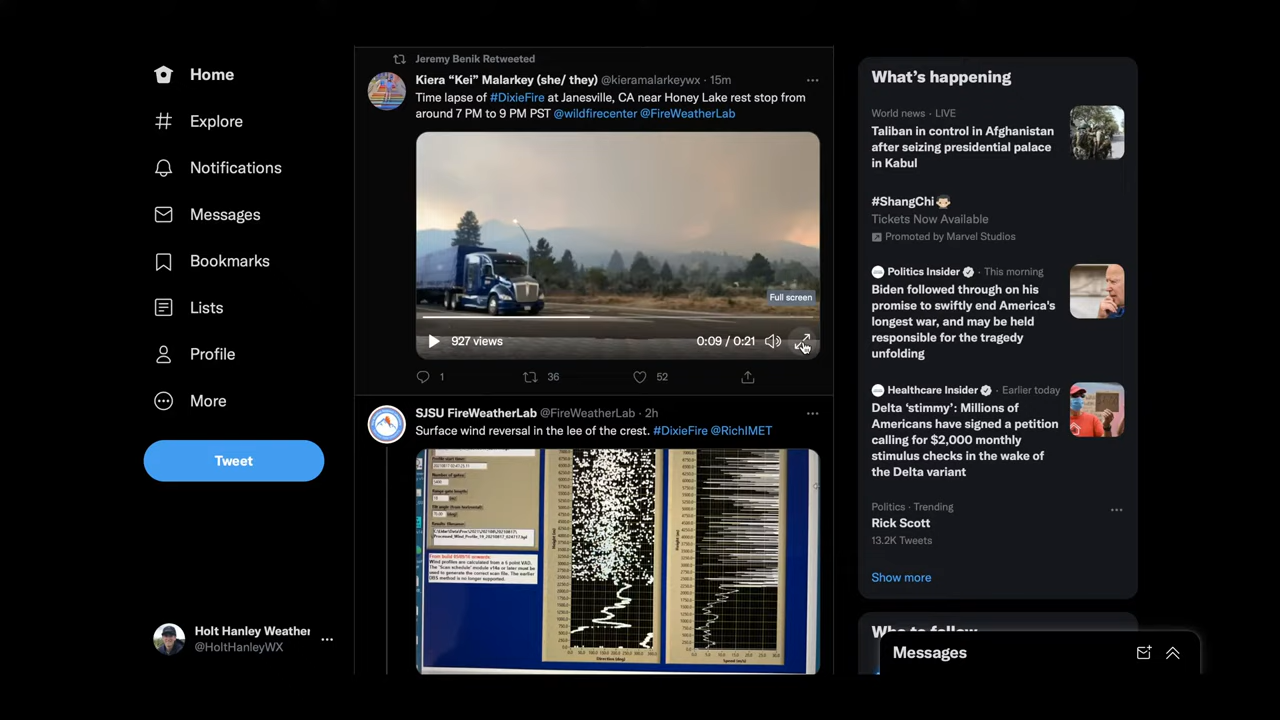 Home
Explore
Notifications
Messages
Bookmarks
Lists
Profile
More
Tweet
Holt Hanley Weather
@HoltHanleyWX
Jeremy Benik Retweeted
Kiera “Kei” Malarkey (she/ they) @kieramalarkeywx · 15m
Time lapse of #DixieFire at Janesville, CA near Honey Lake rest stop from
around 7 PM to 9 PM PST @wildfirecenter @FireWeatherLab
Full screen
927 views
0:09 / 0:21
1
36
52
SJSU FireWeatherLab @FireWeatherLab · 2h
Surface wind reversal in the lee of the crest. #DixieFire @RichIMET
Wind profiles are calculated from a 6 point VAD.
What’s happening
World news · LIVE
Taliban in control in Afghanistan
after seizing presidential palace
in Kabul
#ShangChi
Tickets Now Available
Promoted by Marvel Studios
Politics Insider · This morning
Biden followed through on his
promise to swiftly end America's
longest war, and may be held
responsible for the tragedy
unfolding
Healthcare Insider · Earlier today
Delta ‘stimmy’: Millions of
Americans have signed a petition
calling for $2,000 monthly
stimulus checks in the wake of
the Delta variant
Politics · Trending
Rick Scott
13.2K Tweets
Show more
Who to follow
Messages